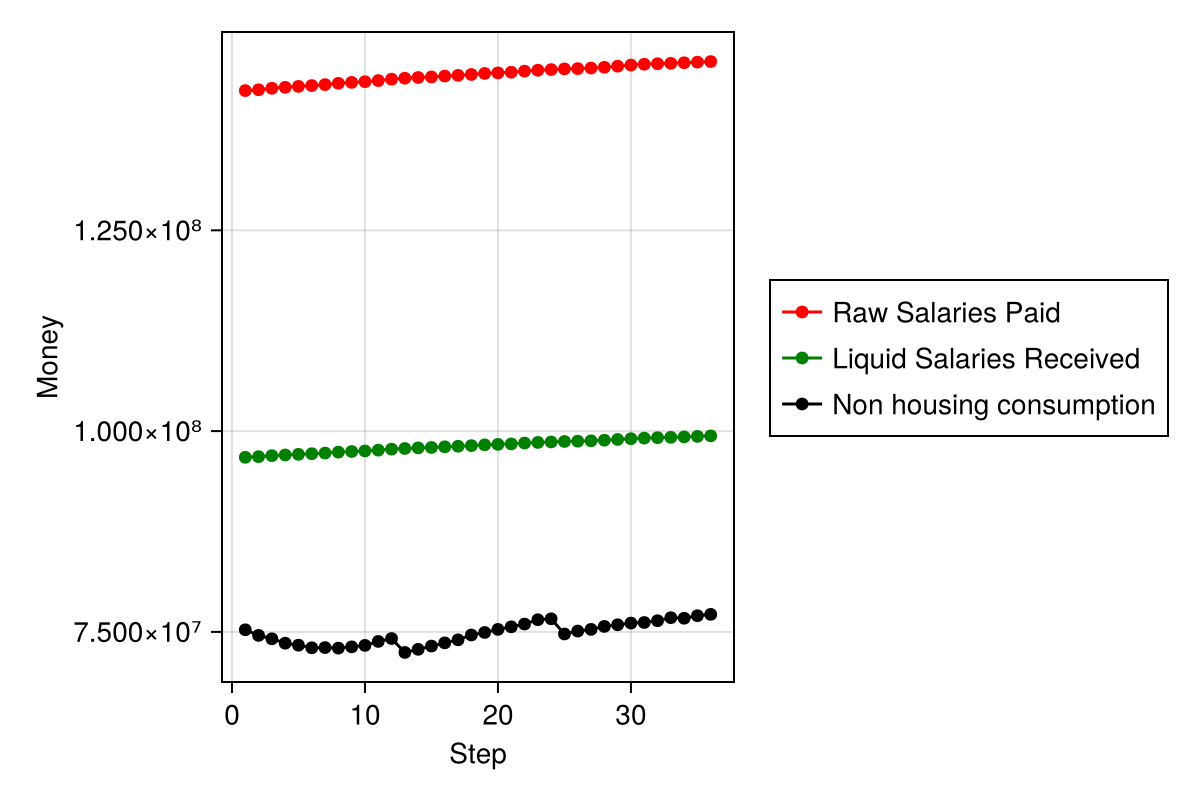 1.250×10⁸
1.000×10⁸
7.500×10⁷
Money
0 10 20 30
Step
Raw Salaries Paid
Liquid Salaries Received
Non housing consumption